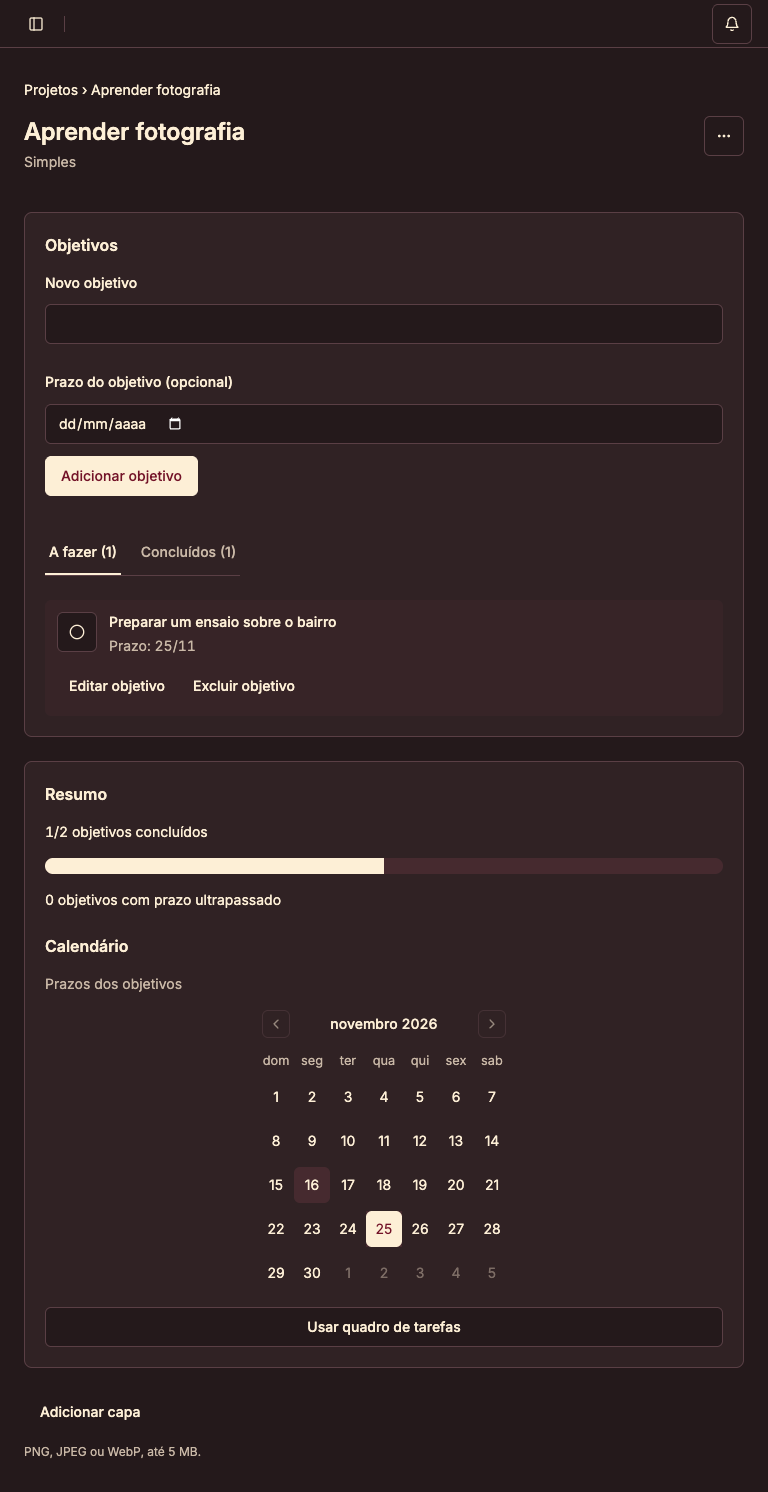 Projetos › Aprender fotografia
Aprender fotografia
Simples
Objetivos
Novo objetivo
Prazo do objetivo (opcional)
dd/mm/aaaa
Adicionar objetivo
A fazer (1) Concluídos (1)
Preparar um ensaio sobre o bairro
Prazo: 25/11
Editar objetivo Excluir objetivo
Resumo
1/2 objetivos concluídos
0 objetivos com prazo ultrapassado
Calendário
Prazos dos objetivos
novembro 2026
dom seg ter qua qui sex sab
1 2 3 4 5 6 7
8 9 10 11 12 13 14
15 16 17 18 19 20 21
22 23 24 25 26 27 28
29 30 1 2 3 4 5
Usar quadro de tarefas
Adicionar capa
PNG, JPEG ou WebP, até 5 MB.